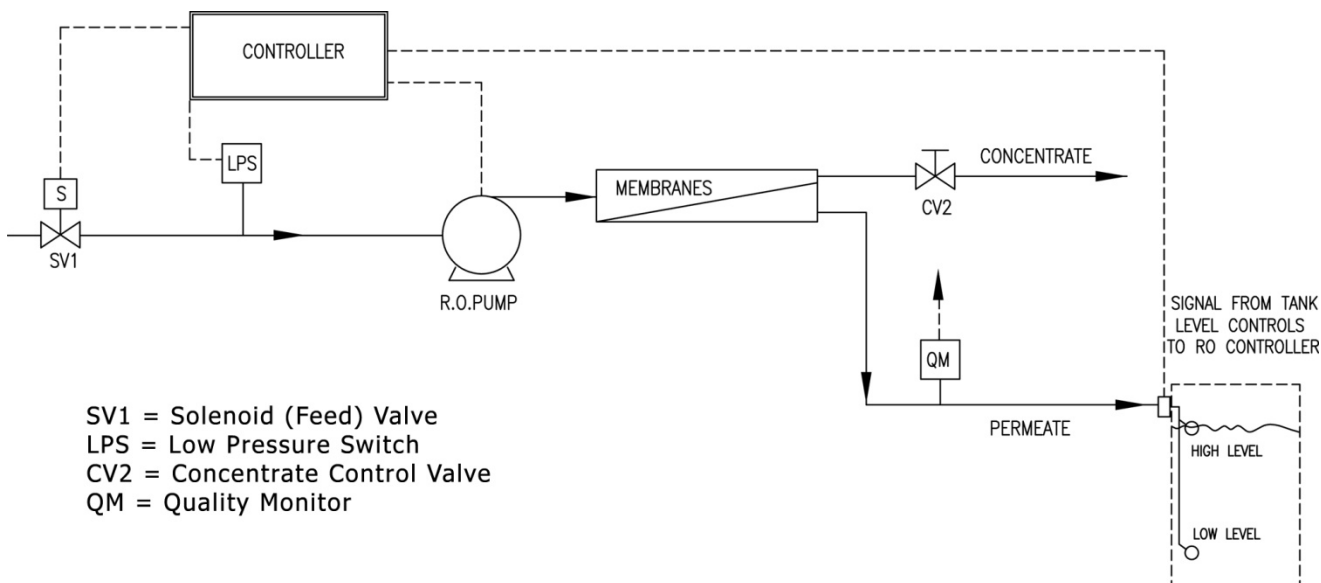 CONTROLLER
LPS
S
SV1
R.O.PUMP
MEMBRANES
CONCENTRATE
CV2
QM
PERMEATE
SIGNAL FROM TANK
LEVEL CONTROLS
TO RO CONTROLLER
HIGH LEVEL
LOW LEVEL
SV1 = Solenoid (Feed) Valve
LPS = Low Pressure Switch
CV2 = Concentrate Control Valve
QM = Quality Monitor